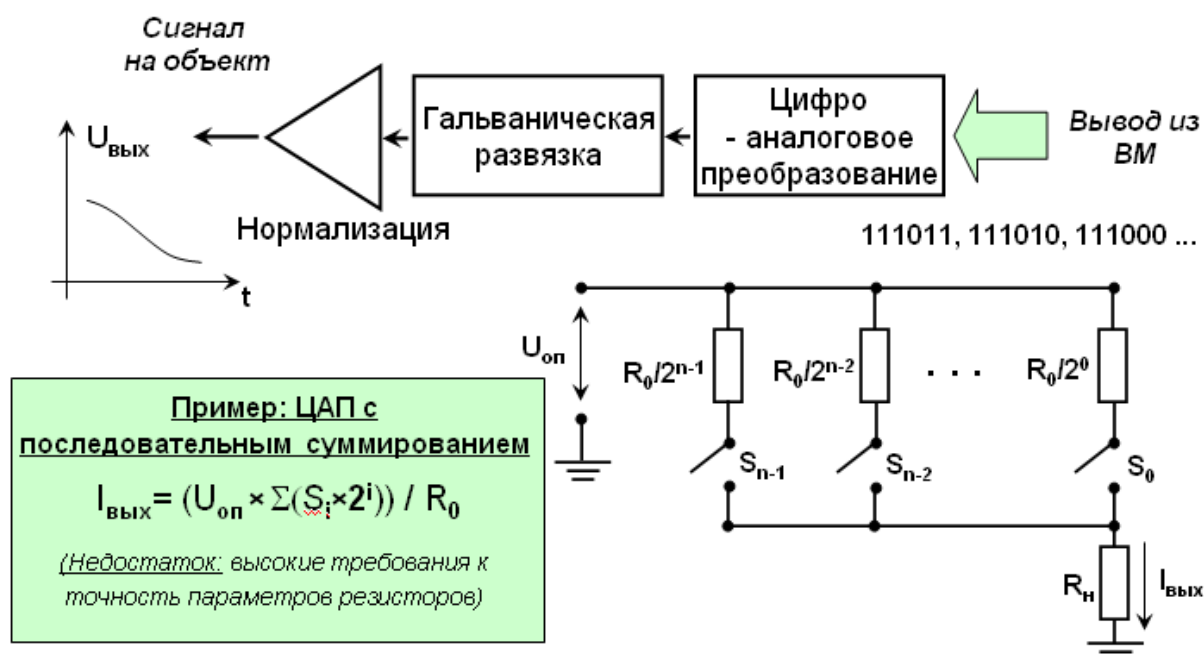 Сигнал
на объект
Uвых
t
Нормализация
Гальваническая
развязка
Цифро
- аналоговое
преобразование
Вывод из
ВМ
111011, 111010, 111000 ...
Uоп
R₀/2ⁿ⁻¹
R₀/2ⁿ⁻²
. . .
R₀/2⁰
Sn-1
Sn-2
S₀
Rн
Iвых
Пример: ЦАП с
последовательным суммированием
Iвых= (Uоп × Σ(Si×2ⁱ)) / R₀
(Недостаток: высокие требования к
точность параметров резисторов)